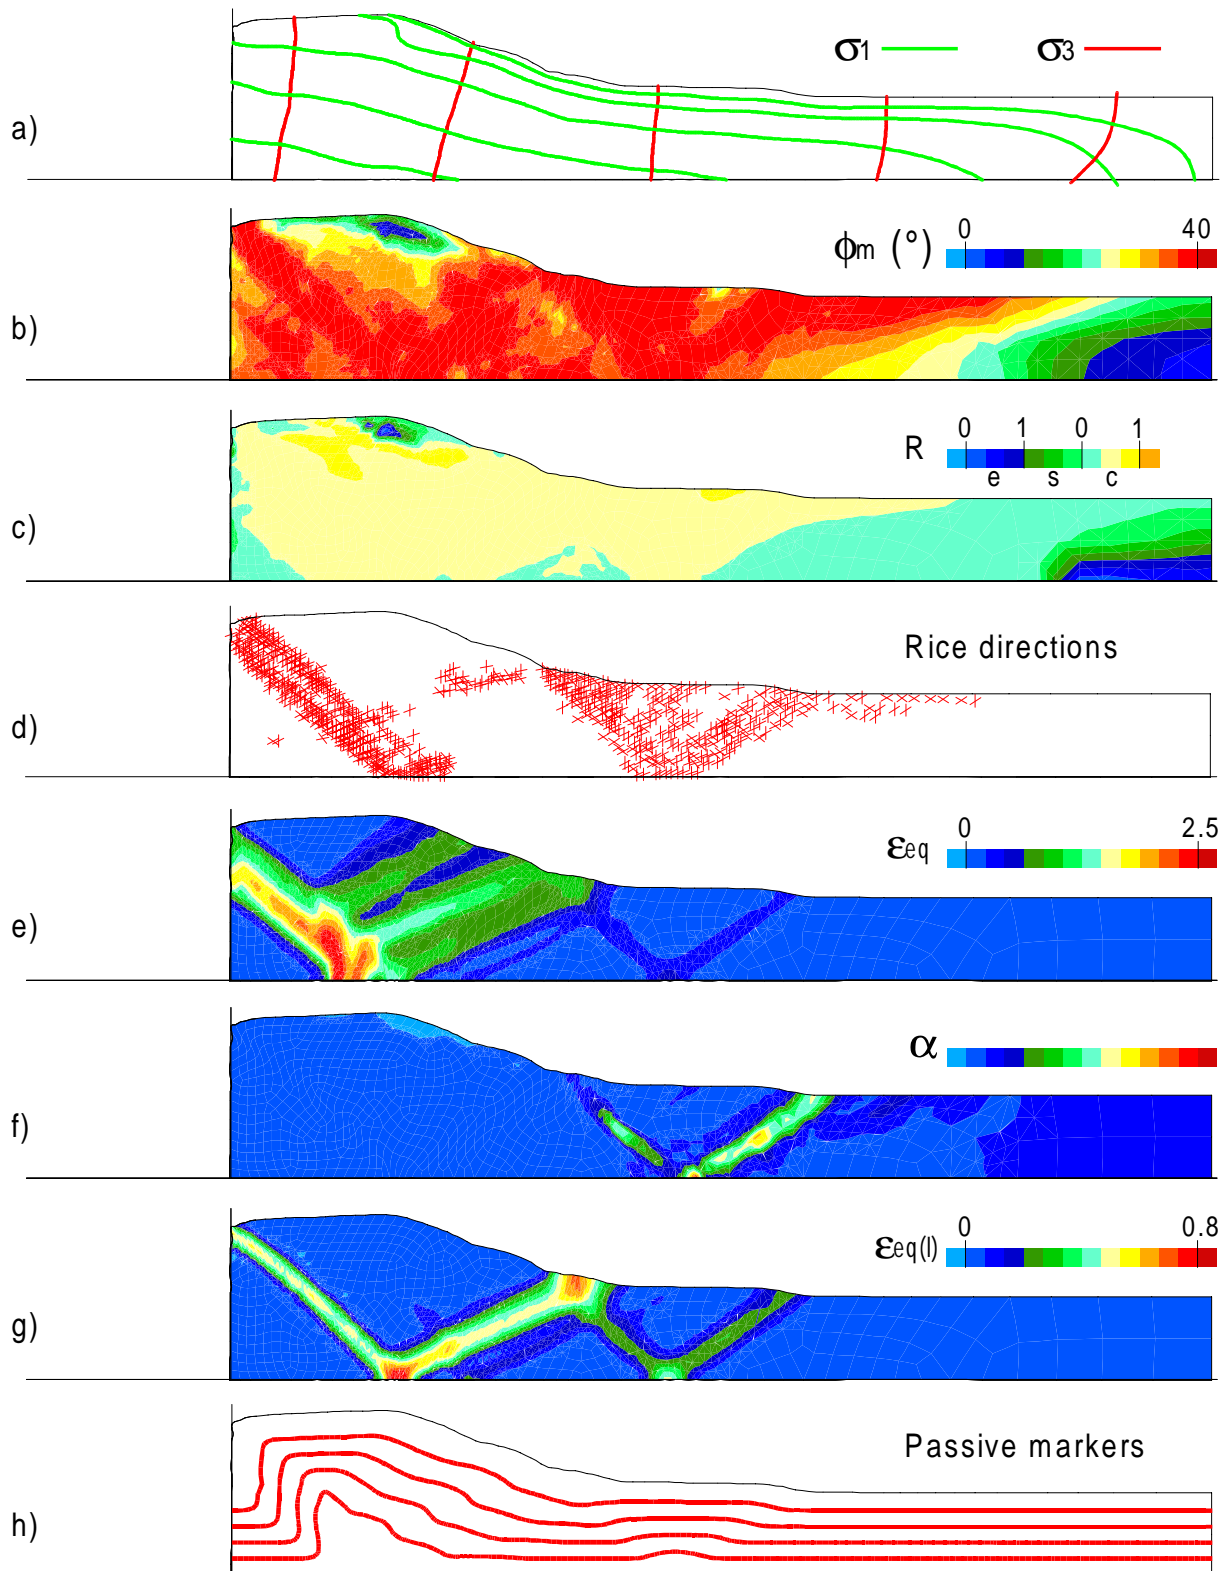 σ1 σ3
a)
ϕm (°) 0 40
b)
R 0 1 0 1
e s c
c)
Rice directions
d)
εeq 0 2.5
e)
α
f)
εeq(l) 0 0.8
g)
Passive markers
h)